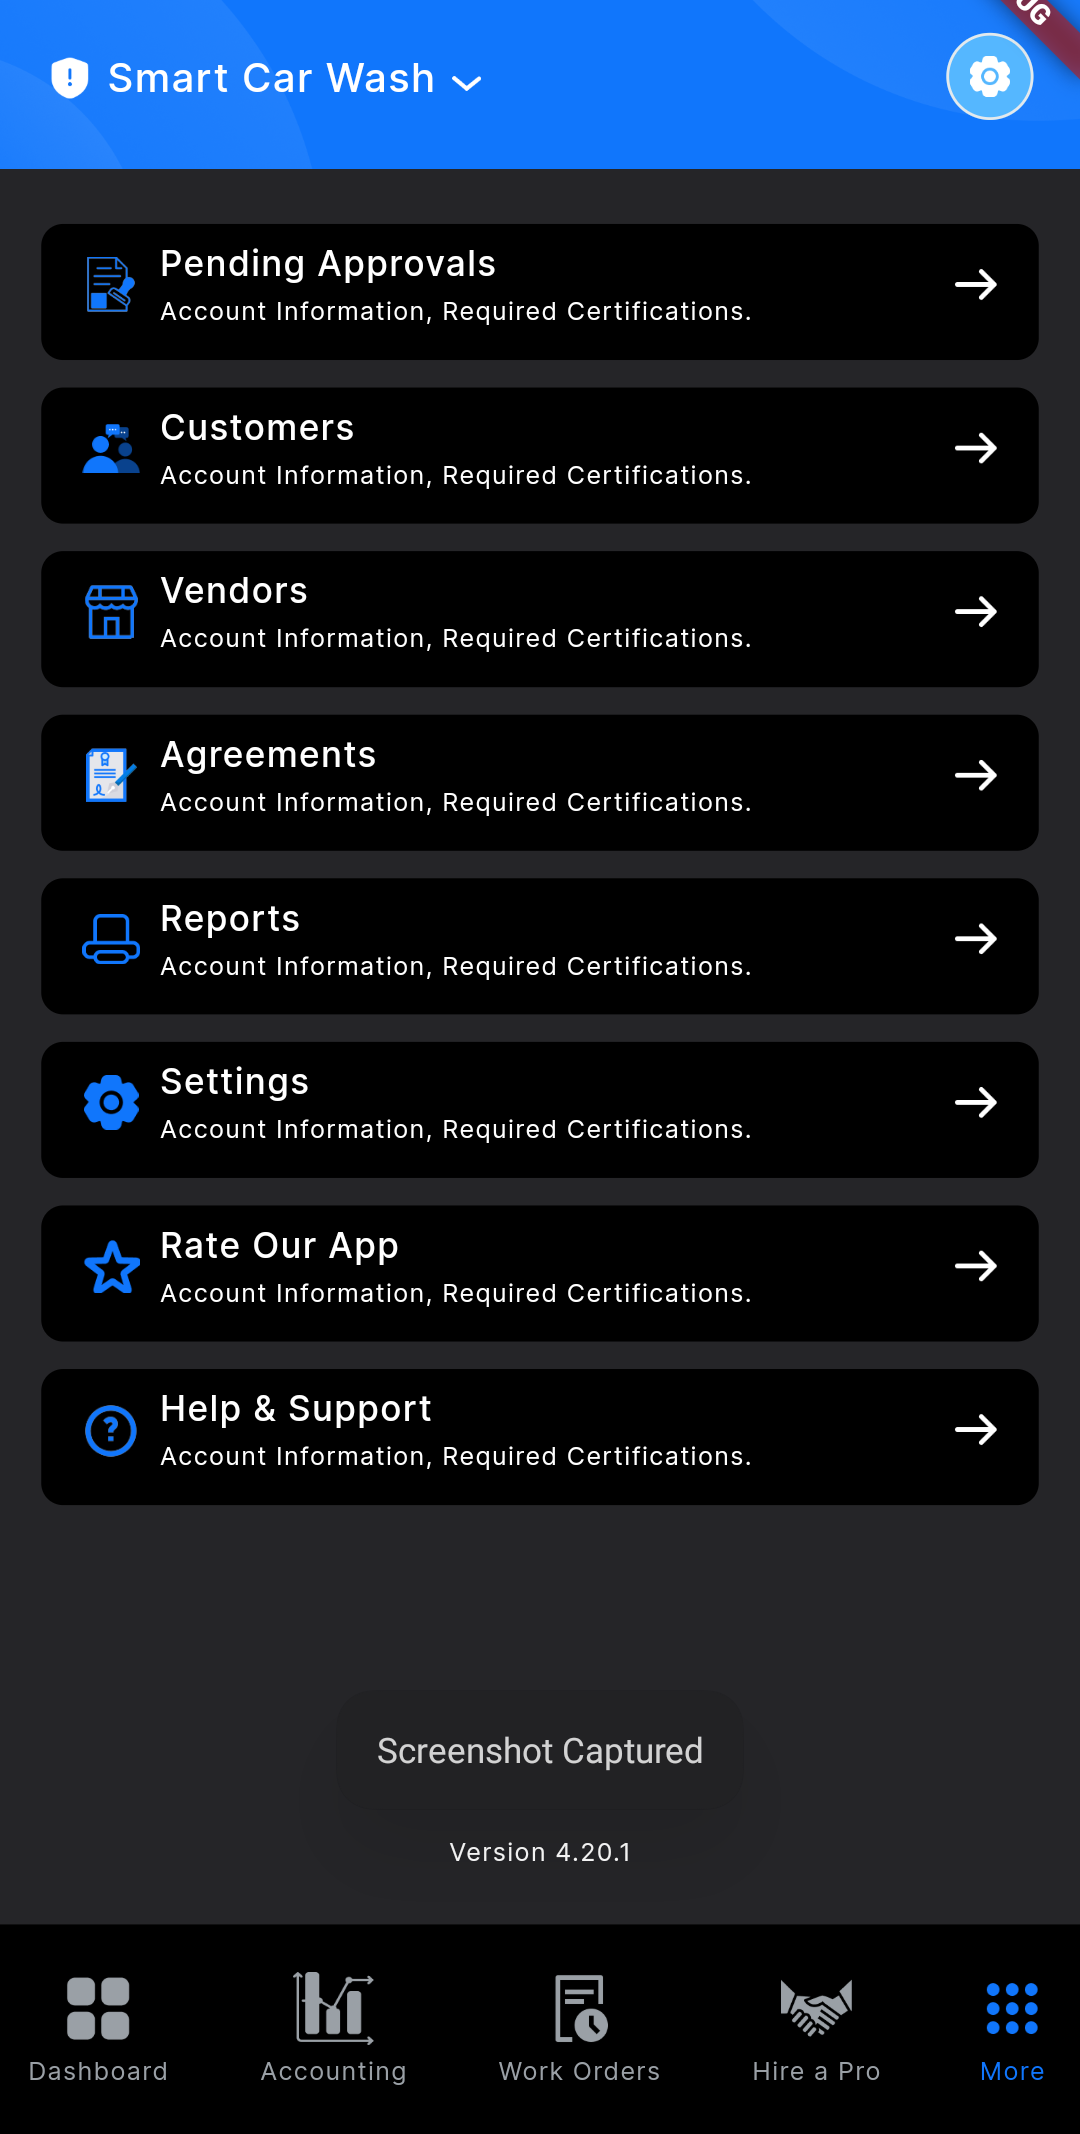 Smart Car Wash
UG
Pending Approvals
Account Information, Required Certifications.
Customers
Account Information, Required Certifications.
Vendors
Account Information, Required Certifications.
Agreements
Account Information, Required Certifications.
Reports
Account Information, Required Certifications.
Settings
Account Information, Required Certifications.
Rate Our App
Account Information, Required Certifications.
Help & Support
Account Information, Required Certifications.
Screenshot Captured
Version 4.20.1
Dashboard
Accounting
Work Orders
Hire a Pro
More